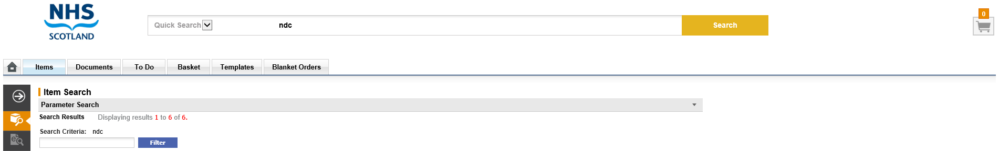 NHS
SCOTLAND
Quick Search ndc Search
0
Items Documents To Do Basket Templates Blanket Orders
Item Search
Parameter Search
Search Results Displaying results 1 to 6 of 6.
Search Criteria: ndc
Filter